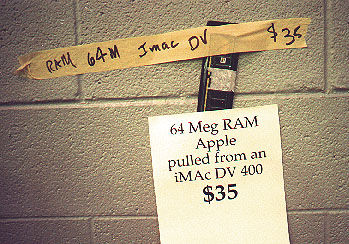 RAM 64M Imac DV $35
64 Meg RAM
Apple
pulled from an
iMAc DV 400
$35